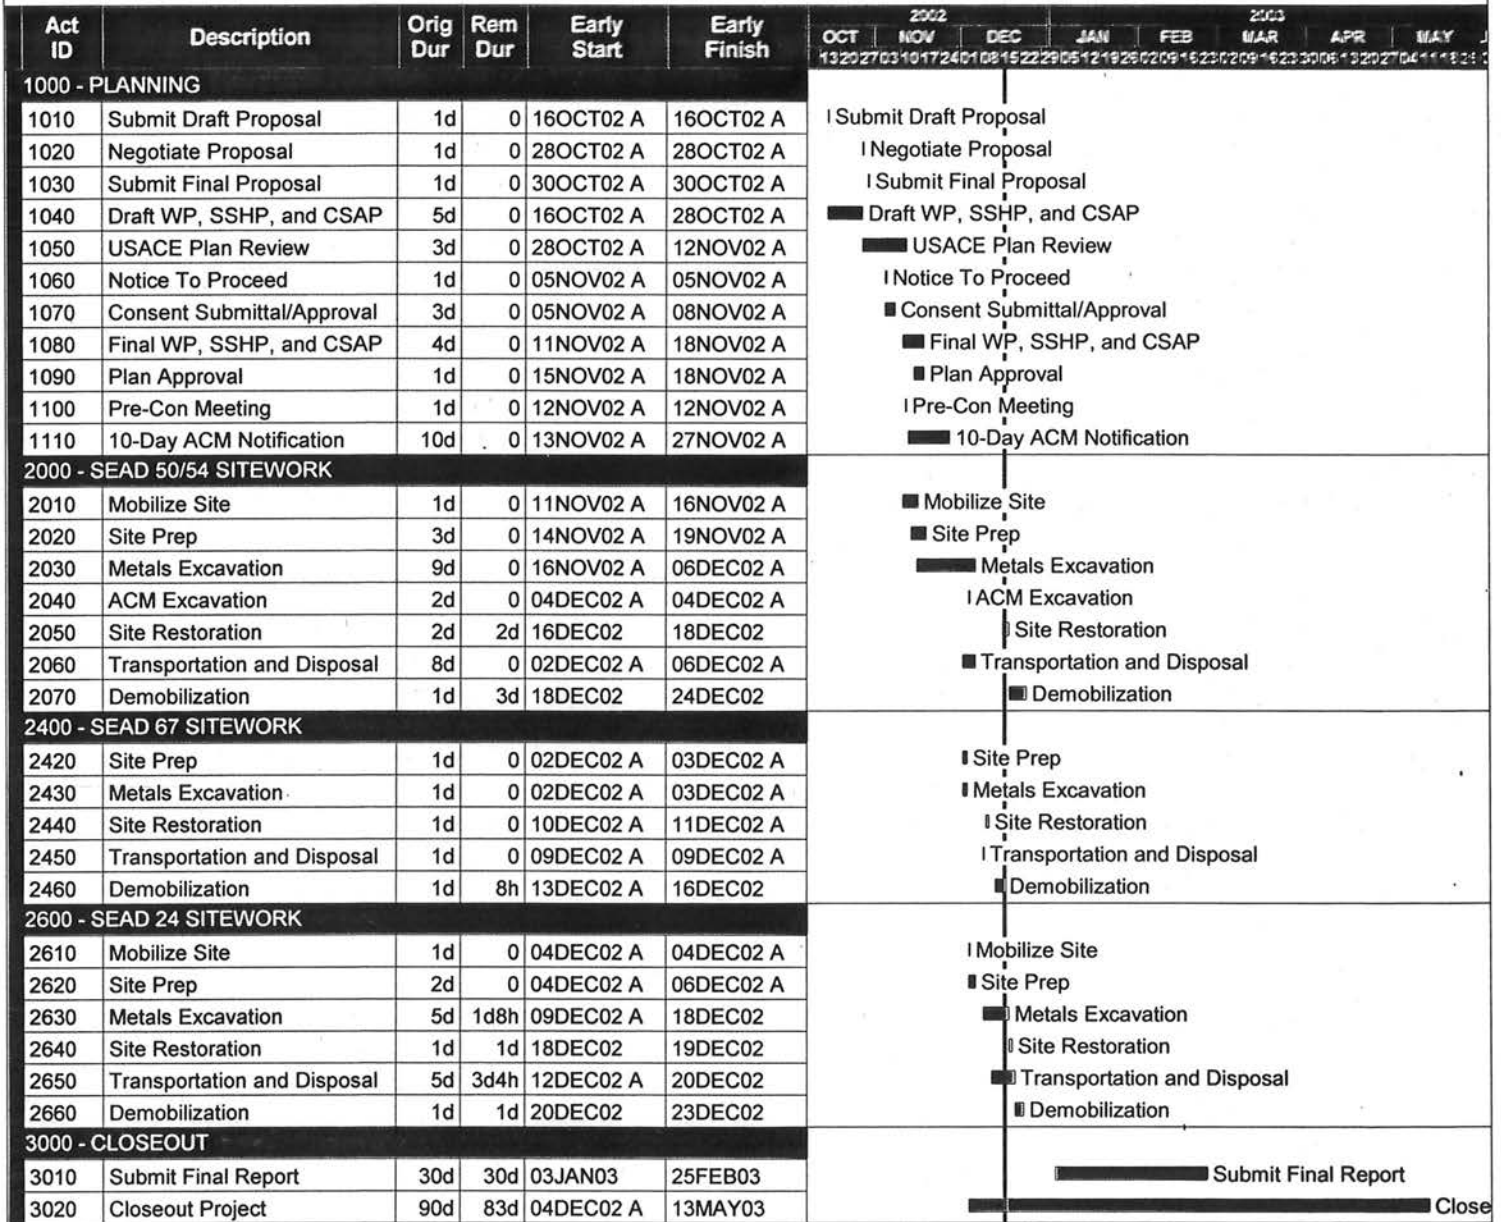 Act ID Description Orig Dur Rem Dur Early Start Early Finish
2002 2003
OCT NOV DEC JAN FEB MAR APR MAY J
1000 - PLANNING
1010 Submit Draft Proposal 1d 0 16OCT02 A 16OCT02 A Submit Draft Proposal
1020 Negotiate Proposal 1d 0 28OCT02 A 28OCT02 A Negotiate Proposal
1030 Submit Final Proposal 1d 0 30OCT02 A 30OCT02 A Submit Final Proposal
1040 Draft WP, SSHP, and CSAP 5d 0 16OCT02 A 28OCT02 A Draft WP, SSHP, and CSAP
1050 USACE Plan Review 3d 0 28OCT02 A 12NOV02 A USACE Plan Review
1060 Notice To Proceed 1d 0 05NOV02 A 05NOV02 A Notice To Proceed
1070 Consent Submittal/Approval 3d 0 05NOV02 A 08NOV02 A Consent Submittal/Approval
1080 Final WP, SSHP, and CSAP 4d 0 11NOV02 A 18NOV02 A Final WP, SSHP, and CSAP
1090 Plan Approval 1d 0 15NOV02 A 18NOV02 A Plan Approval
1100 Pre-Con Meeting 1d 0 12NOV02 A 12NOV02 A Pre-Con Meeting
1110 10-Day ACM Notification 10d 0 13NOV02 A 27NOV02 A 10-Day ACM Notification
2000 - SEAD 50/54 SITEWORK
2010 Mobilize Site 1d 0 11NOV02 A 16NOV02 A Mobilize Site
2020 Site Prep 3d 0 14NOV02 A 19NOV02 A Site Prep
2030 Metals Excavation 9d 0 16NOV02 A 06DEC02 A Metals Excavation
2040 ACM Excavation 2d 0 04DEC02 A 04DEC02 A ACM Excavation
2050 Site Restoration 2d 2d 16DEC02 18DEC02 Site Restoration
2060 Transportation and Disposal 8d 0 02DEC02 A 06DEC02 A Transportation and Disposal
2070 Demobilization 1d 3d 18DEC02 24DEC02 Demobilization
2400 - SEAD 67 SITEWORK
2420 Site Prep 1d 0 02DEC02 A 03DEC02 A Site Prep
2430 Metals Excavation 1d 0 02DEC02 A 03DEC02 A Metals Excavation
2440 Site Restoration 1d 0 10DEC02 A 11DEC02 A Site Restoration
2450 Transportation and Disposal 1d 0 09DEC02 A 09DEC02 A Transportation and Disposal
2460 Demobilization 1d 8h 13DEC02 A 16DEC02 Demobilization
2600 - SEAD 24 SITEWORK
2610 Mobilize Site 1d 0 04DEC02 A 04DEC02 A Mobilize Site
2620 Site Prep 2d 0 04DEC02 A 06DEC02 A Site Prep
2630 Metals Excavation 5d 1d8h 09DEC02 A 18DEC02 Metals Excavation
2640 Site Restoration 1d 1d 18DEC02 19DEC02 Site Restoration
2650 Transportation and Disposal 5d 3d4h 12DEC02 A 20DEC02 Transportation and Disposal
2660 Demobilization 1d 1d 20DEC02 23DEC02 Demobilization
3000 - CLOSEOUT
3010 Submit Final Report 30d 30d 03JAN03 25FEB03 Submit Final Report
3020 Closeout Project 90d 83d 04DEC02 A 13MAY03 Close